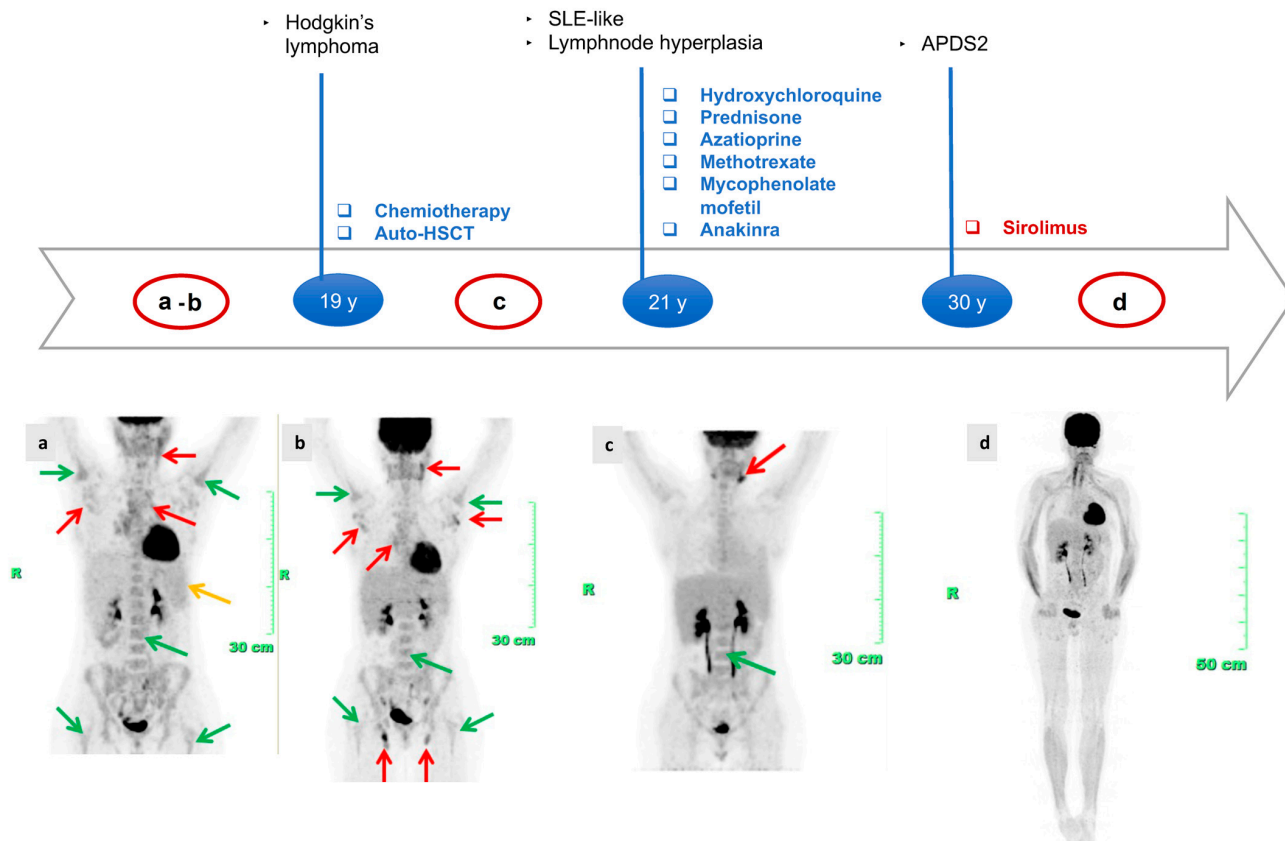 ‣ Hodgkin's
lymphoma
‣ SLE-like
‣ Lymphnode hyperplasia
‣ APDS2
❑ Hydroxychloroquine
❑ Prednisone
❑ Azatioprine
❑ Methotrexate
❑ Mycophenolate
mofetil
❑ Anakinra
❑ Chemiotherapy
❑ Auto-HSCT
❑ Sirolimus
a - b
19 y
c
21 y
30 y
d
a
R
30 cm
b
R
30 cm
c
R
30 cm
d
R
50 cm